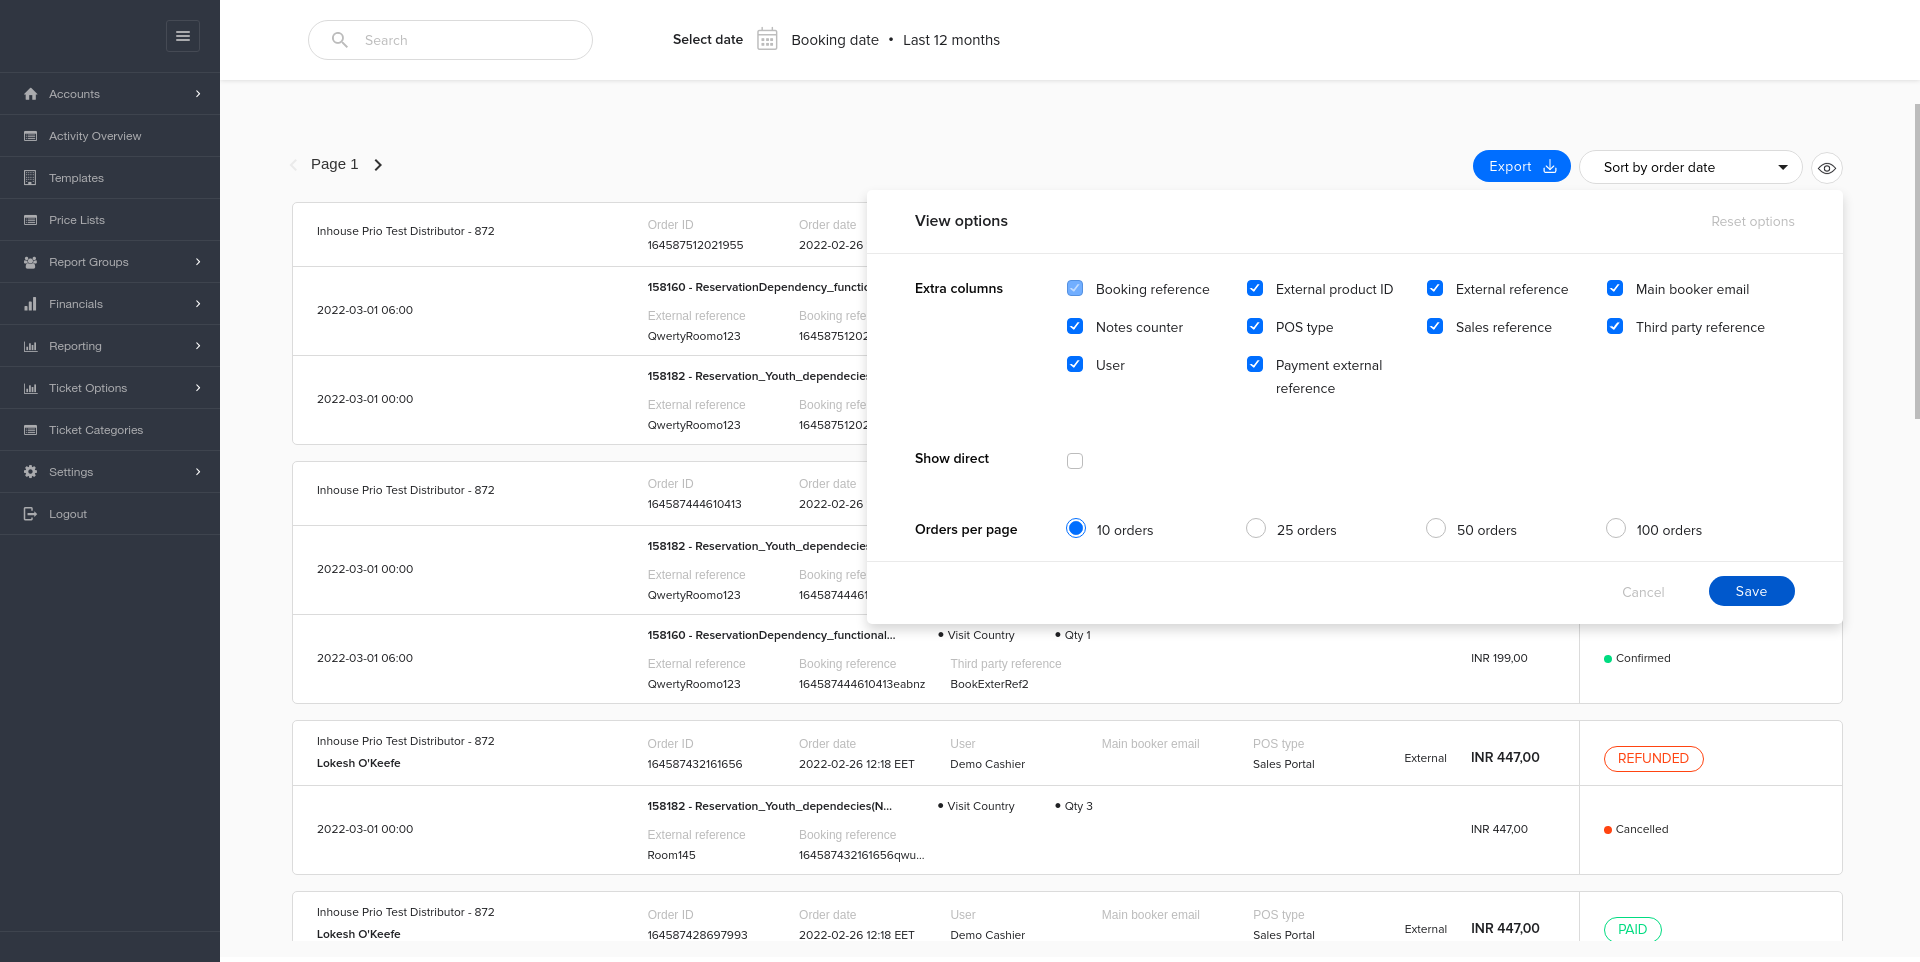 Search
Select date Booking date • Last 12 months
Accounts
Activity Overview
Templates
Price Lists
Report Groups
Financials
Reporting
Ticket Options
Ticket Categories
Settings
Logout
Page 1
Export
Sort by order date
View options
Reset options
Extra columns
Booking reference
External product ID
External reference
Main booker email
Notes counter
POS type
Sales reference
Third party reference
User
Payment external
reference
Show direct
Orders per page
10 orders
25 orders
50 orders
100 orders
Cancel
Save
Inhouse Prio Test Distributor - 872
Order ID
164587512021955
Order date
2022-02-26
2022-03-01 06:00
158160 - ReservationDependency_functio
External reference
QwertyRoomo123
Booking refe
16458751202
2022-03-01 00:00
158182 - Reservation_Youth_dependecies
External reference
QwertyRoomo123
Booking refe
16458751202
Inhouse Prio Test Distributor - 872
Order ID
164587444610413
Order date
2022-02-26
2022-03-01 00:00
158182 - Reservation_Youth_dependecies
External reference
QwertyRoomo123
Booking refe
16458744461
2022-03-01 06:00
158160 - ReservationDependency_functional...
• Visit Country
• Qty 1
External reference
QwertyRoomo123
Booking reference
164587444610413eabnz
Third party reference
BookExterRef2
INR 199,00
Confirmed
Inhouse Prio Test Distributor - 872
Lokesh O'Keefe
Order ID
164587432161656
Order date
2022-02-26 12:18 EET
User
Demo Cashier
Main booker email
POS type
Sales Portal
External
INR 447,00
REFUNDED
2022-03-01 00:00
158182 - Reservation_Youth_dependecies(N...
• Visit Country
• Qty 3
External reference
Room145
Booking reference
164587432161656qwu...
INR 447,00
Cancelled
Inhouse Prio Test Distributor - 872
Lokesh O'Keefe
Order ID
164587428697993
Order date
2022-02-26 12:18 EET
User
Demo Cashier
Main booker email
POS type
Sales Portal
External
INR 447,00
PAID